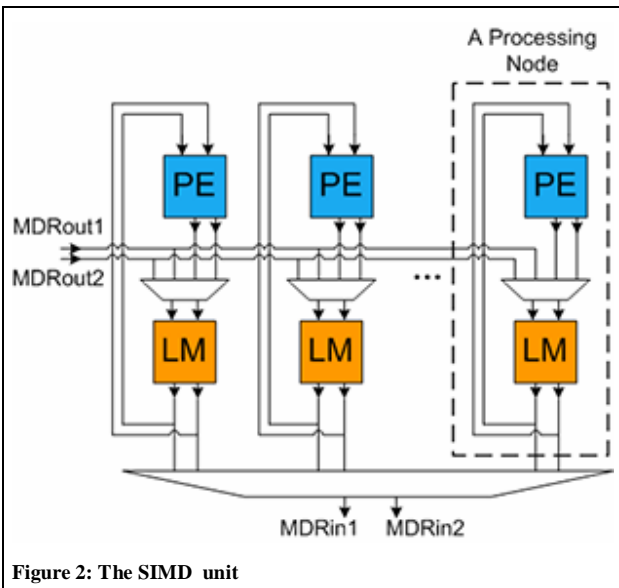 A Processing
Node
PE
PE
PE
MDRout1
MDRout2
...
LM
LM
LM
MDRin1
MDRin2
Figure 2: The SIMD unit